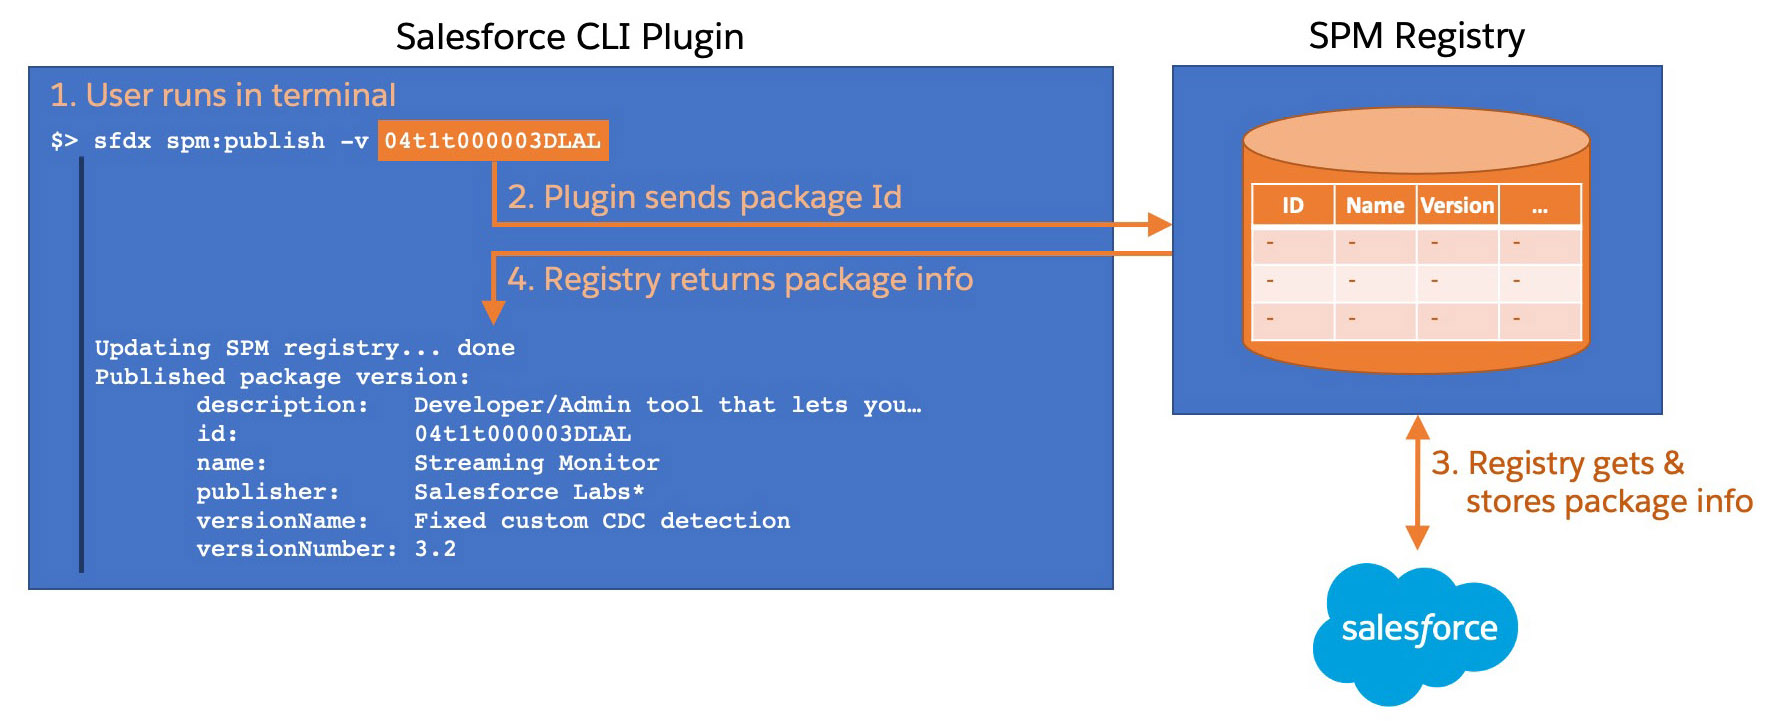 Salesforce CLI Plugin
SPM Registry
1. User runs in terminal
$> sfdx spm:publish -v 04t1t000003DLAL
2. Plugin sends package Id
4. Registry returns package info
Updating SPM registry... done
Published package version:
description: Developer/Admin tool that lets you…
id: 04t1t000003DLAL
name: Streaming Monitor
publisher: Salesforce Labs*
versionName: Fixed custom CDC detection
versionNumber: 3.2
ID Name Version ...
- - - -
- - - -
- - - -
3. Registry gets &
stores package info
salesforce